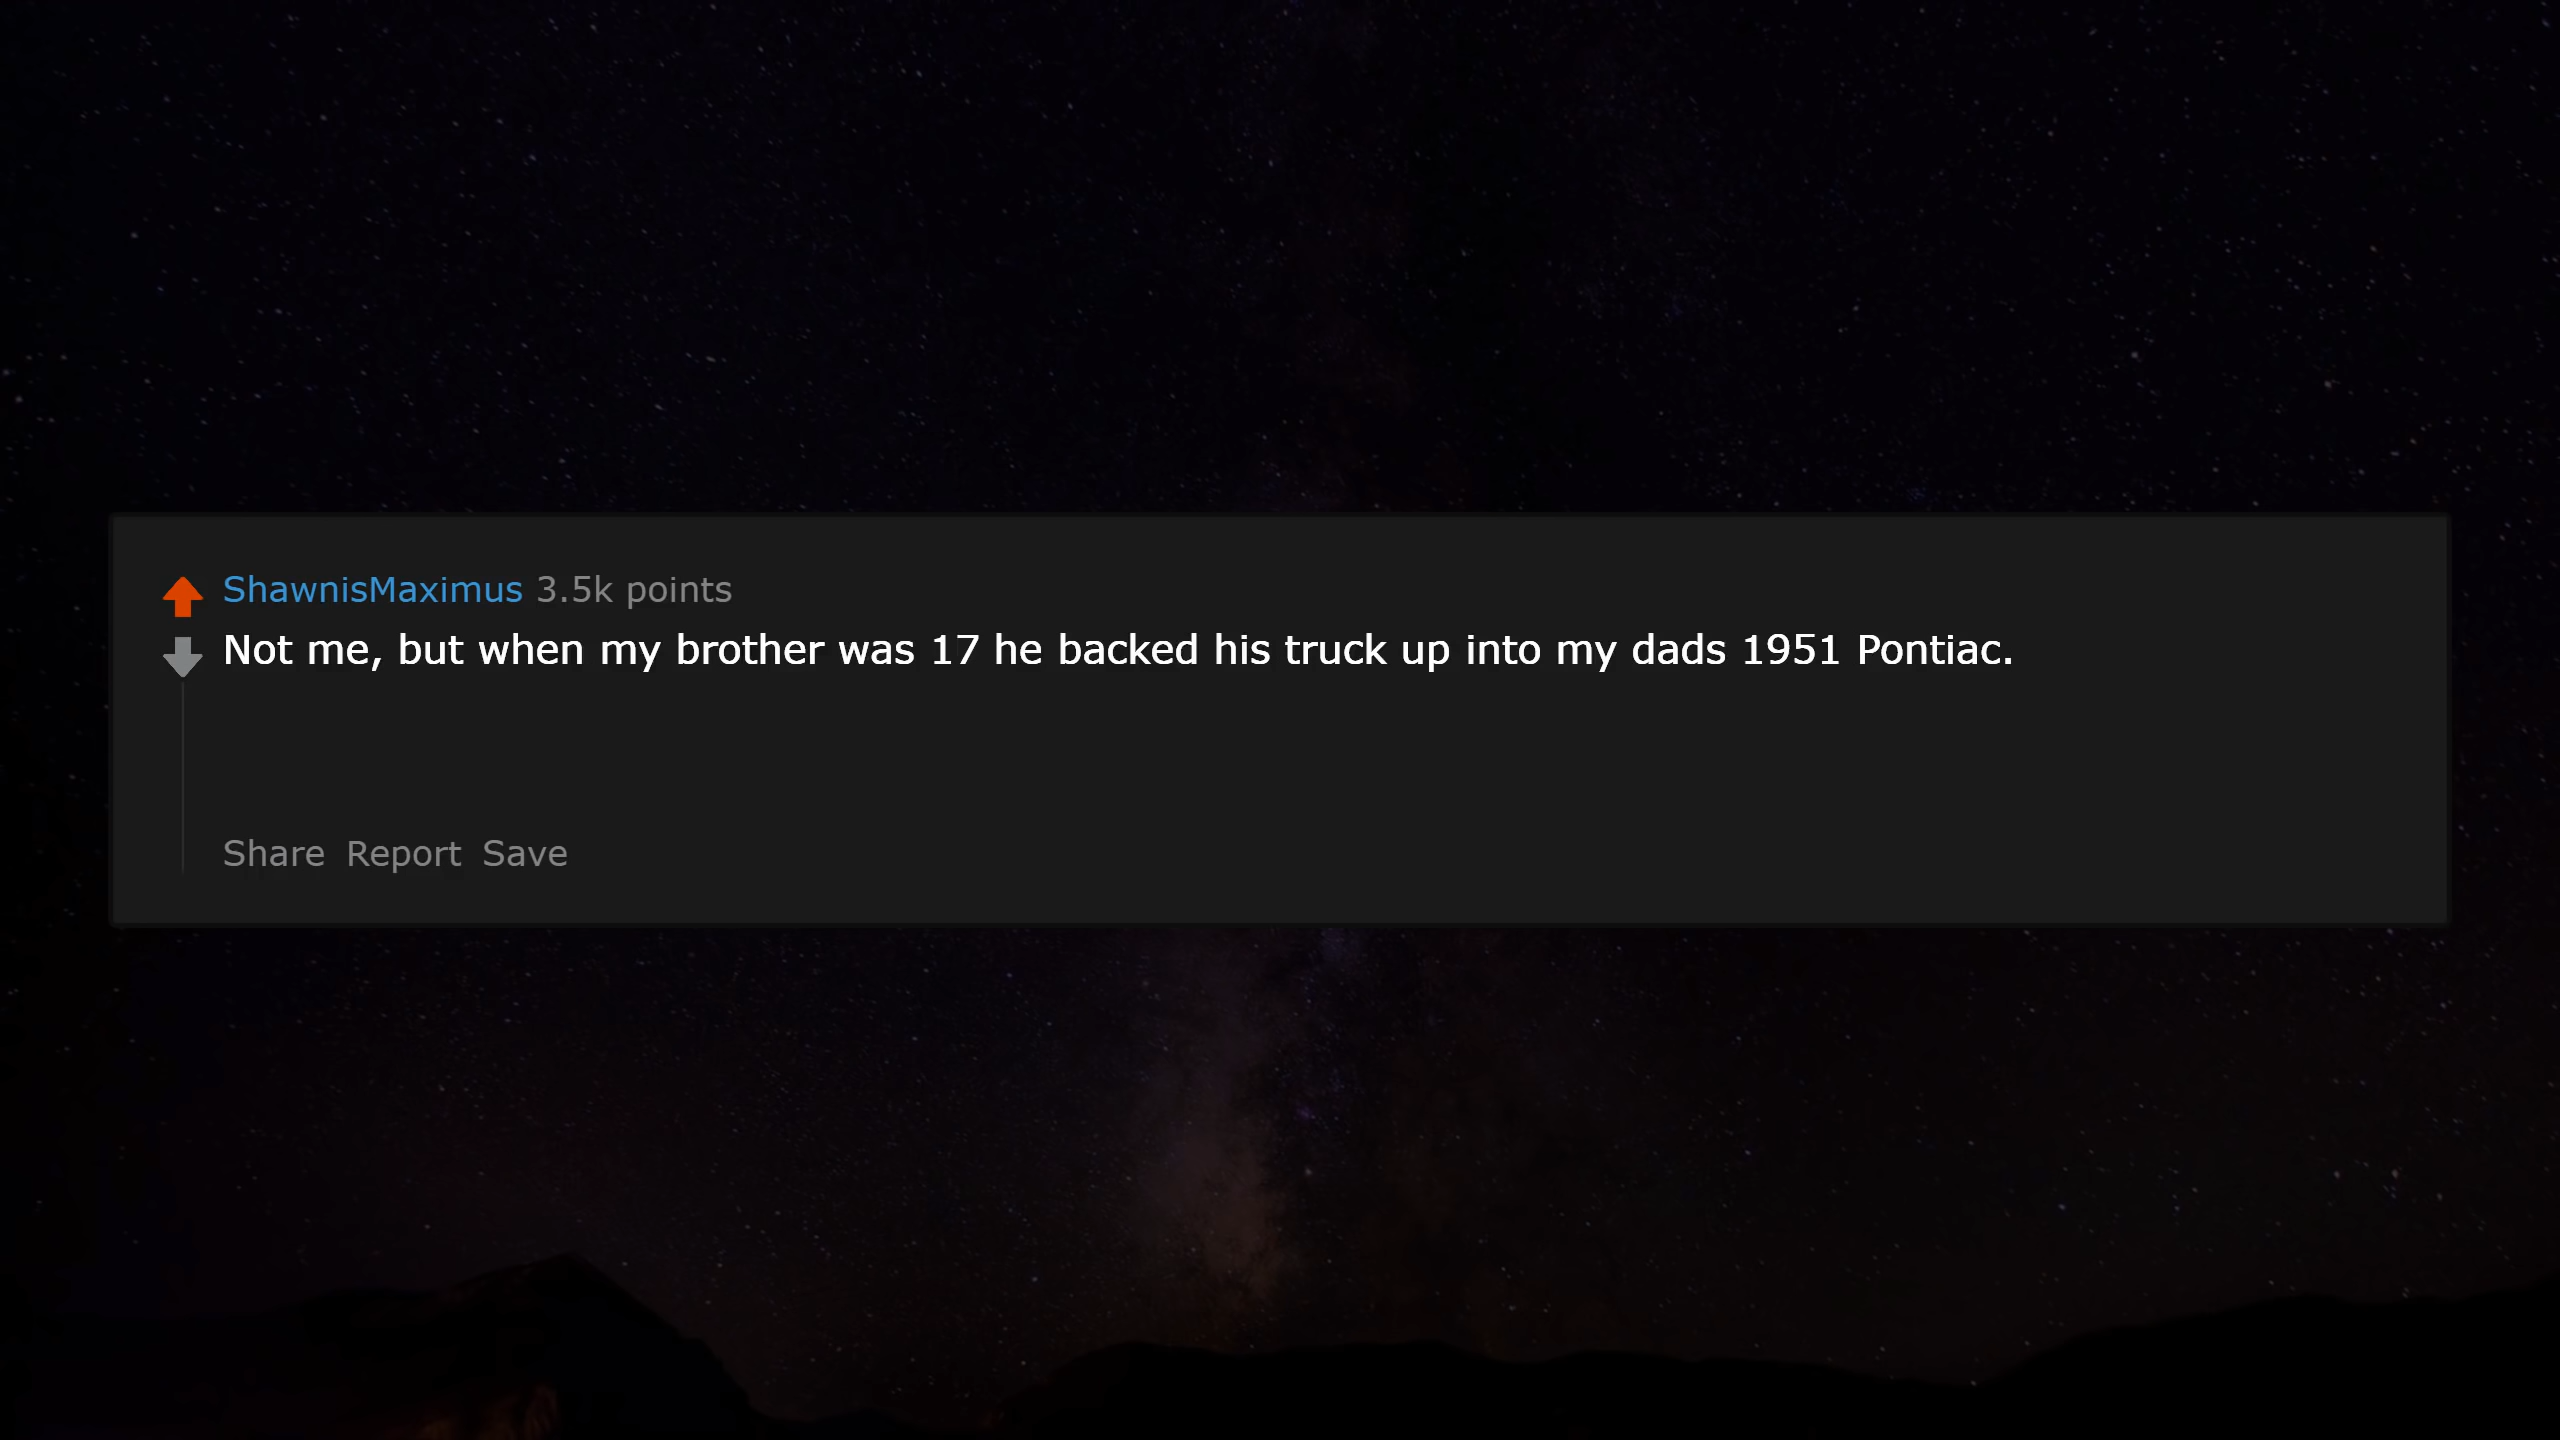 ShawnisMaximus 3.5k points
Not me, but when my brother was 17 he backed his truck up into my dads 1951 Pontiac.
Share Report Save